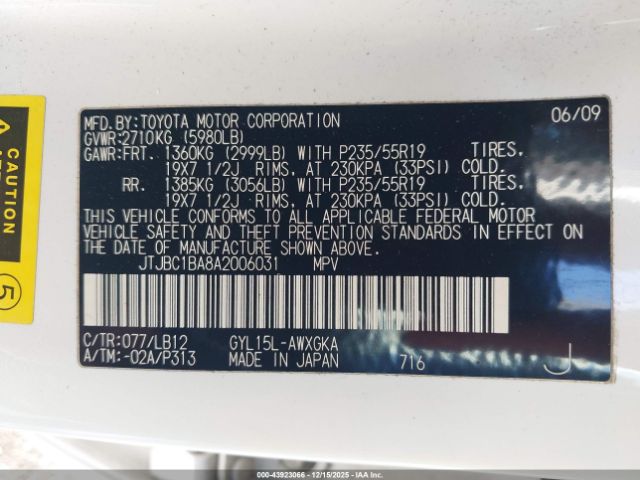 MFD.BY:TOYOTA MOTOR CORPORATION 06/09
GVWR:2710KG (5980LB)
GAWR:FRT. 1360KG (2999LB) WITH P235/55R19 TIRES,
19X7 1/2J RIMS, AT 230KPA (33PSI) COLD.
RR. 1385KG (3056LB) WITH P235/55R19 TIRES,
19X7 1/2J RIMS, AT 230KPA (33PSI) COLD.
THIS VEHICLE CONFORMS TO ALL APPLICABLE FEDERAL MOTOR
VEHICLE SAFETY AND THEFT PREVENTION STANDARDS IN EFFECT
ON THE DATE OF MANUFACTURE SHOWN ABOVE.
JTJBC1BA8A2006031 MPV
C/TR:077/LB12 GYL15L-AWXGKA
A/TM:-02A/P313 MADE IN JAPAN 716 J
CAUTION
5
000-43923066 - 12/15/2025 - IAAI.COM